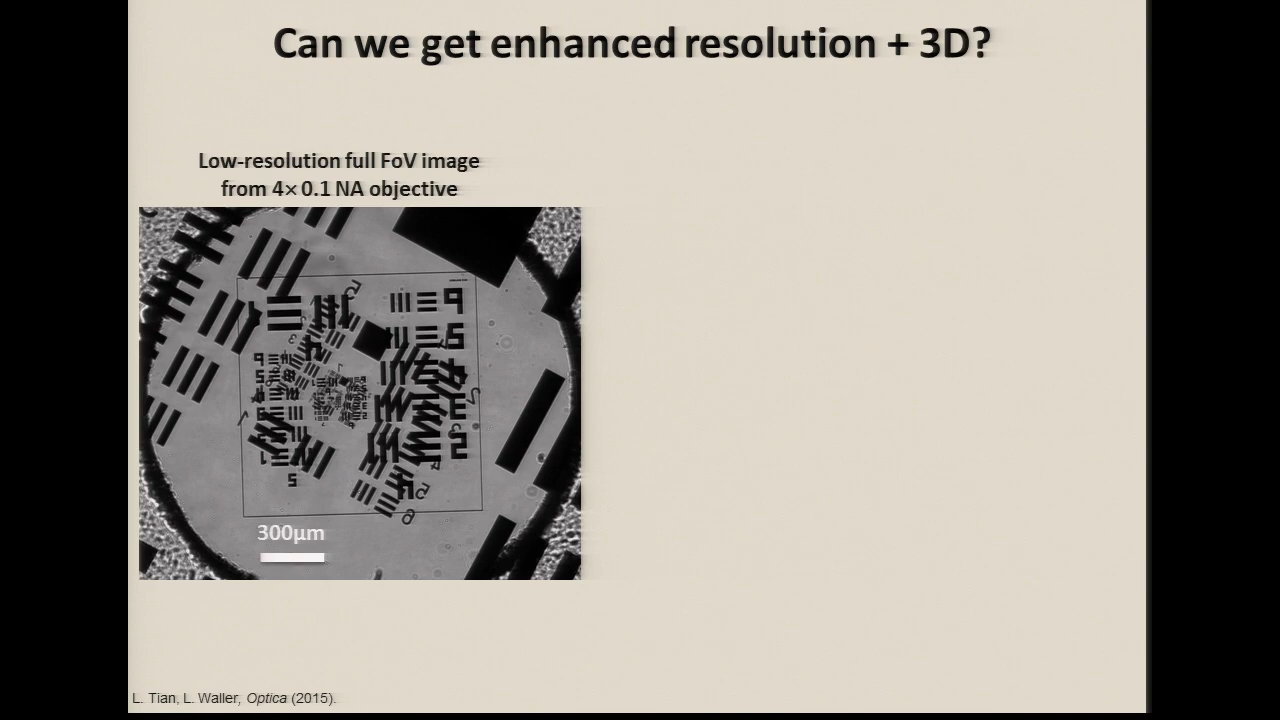 Can we get enhanced resolution + 3D?
Low-resolution full FoV image
from 4× 0.1 NA objective
300μm
L. Tian, L. Waller, Optica (2015).